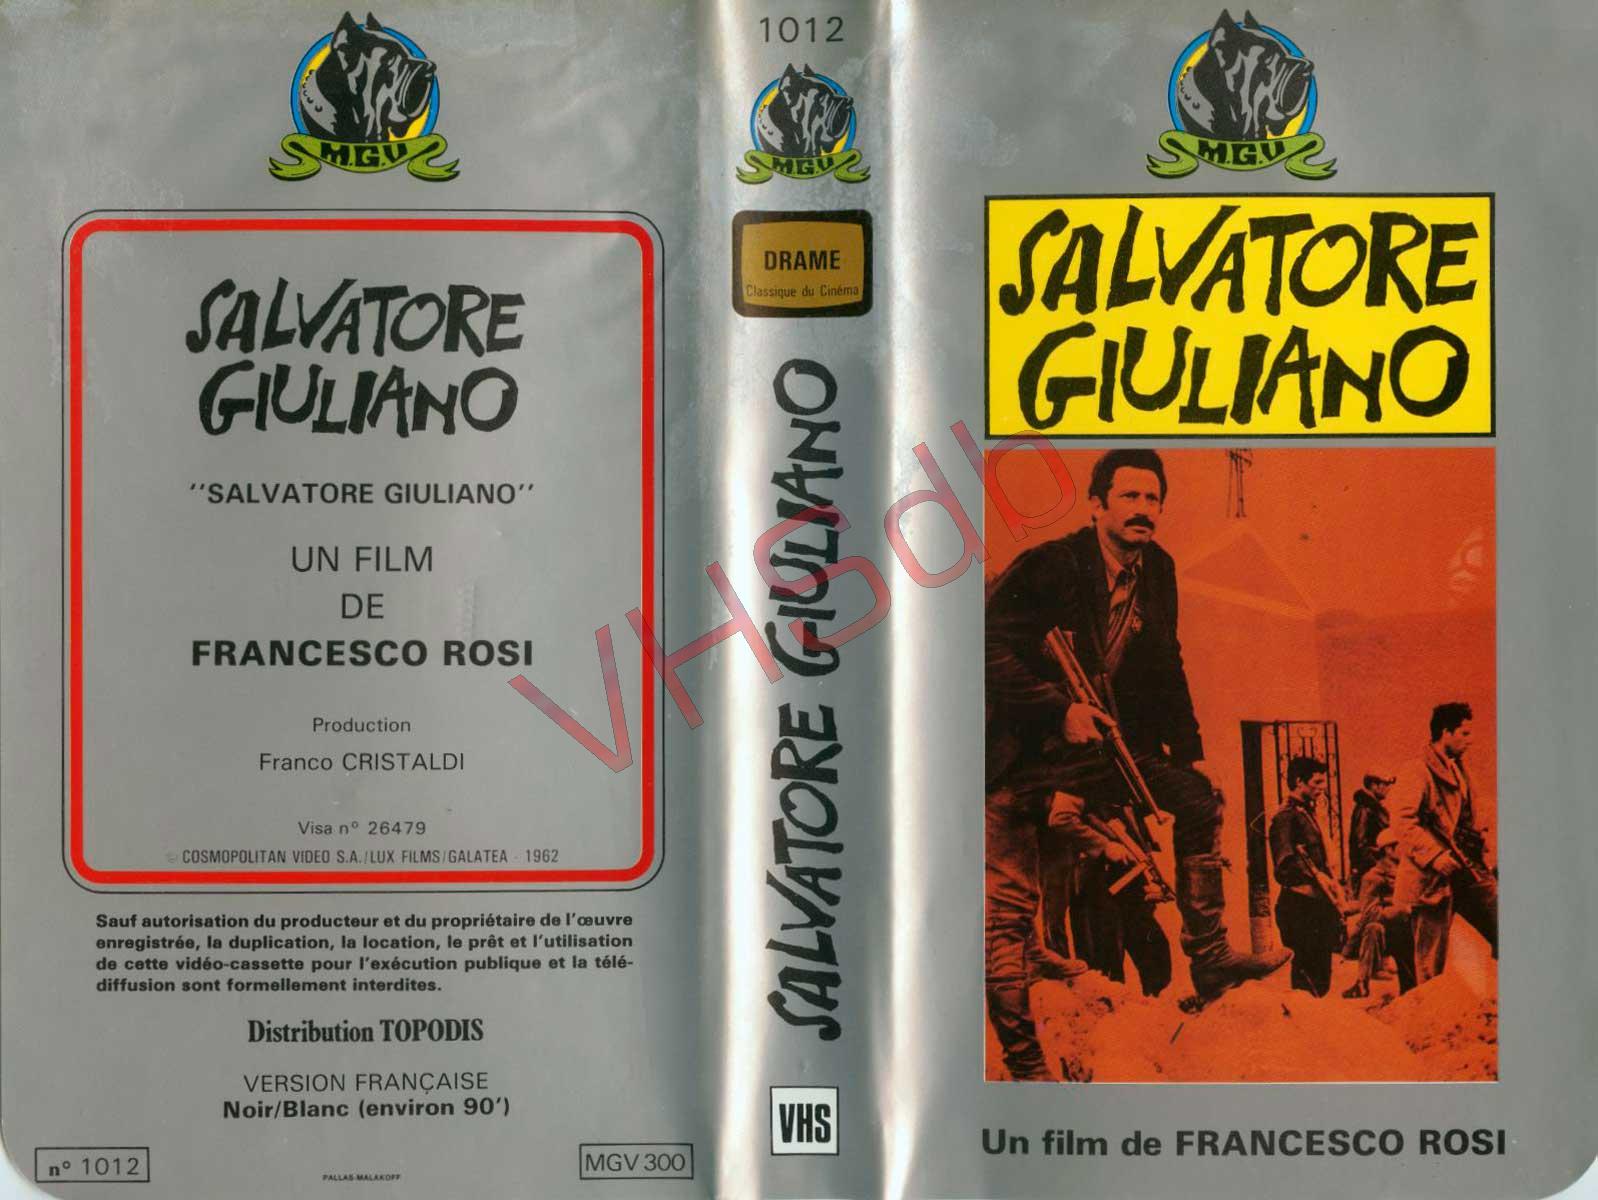 M.G.V
SALVATORE
GIULIANO
"SALVATORE GIULIANO"
UN FILM
DE
FRANCESCO ROSI
Production
Franco CRISTALDI
Visa n° 26479
© COSMOPOLITAN VIDEO S.A./LUX FILMS/GALATEA - 1962
Sauf autorisation du producteur et du propriétaire de l'œuvre
enregistrée, la duplication, la location, le prêt et l'utilisation
de cette vidéo-cassette pour l'exécution publique et la télé-
diffusion sont formellement interdites.
Distribution TOPODIS
VERSION FRANÇAISE
Noir/Blanc (environ 90')
n° 1012
PALLAS-MALAKOFF
MGV 300
1012
M.G.V
DRAME
Classique du Cinéma
SALVATORE GIULIANO
VHS
VHSdb
M.G.V
SALVATORE
GIULIANO
Un film de FRANCESCO ROSI